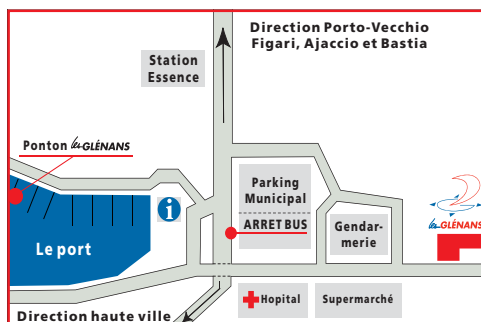 Direction Porto-Vecchio
Figari, Ajaccio et Bastia
Station
Essence
Ponton les GLÉNANS
Parking
Municipal
ARRET BUS
i
Gendar-
merie
les GLÉNANS
Le port
Hopital
Supermarché
Direction haute ville